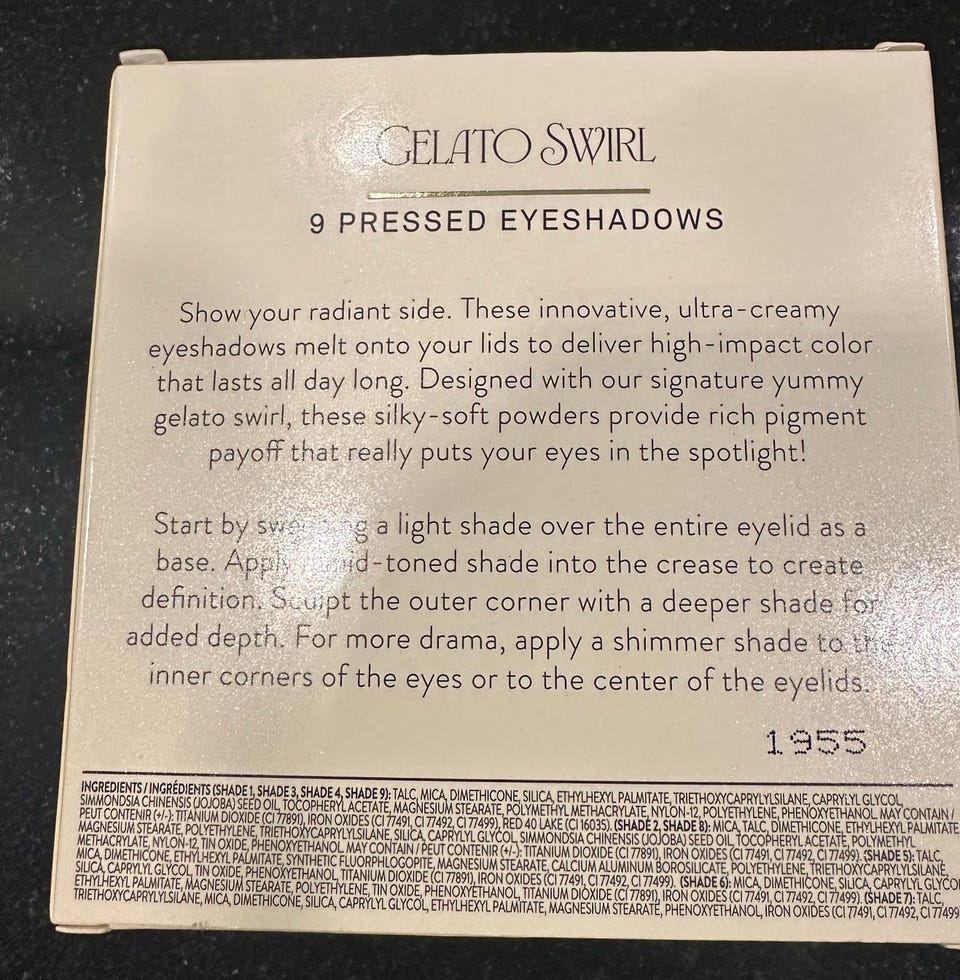 GELATO SWIRL
9 PRESSED EYESHADOWS
Show your radiant side. These innovative, ultra-creamy
eyeshadows melt onto your lids to deliver high-impact color
that lasts all day long. Designed with our signature yummy
gelato swirl, these silky-soft powders provide rich pigment
payoff that really puts your eyes in the spotlight!
Start by sweeping a light shade over the entire eyelid as a
base. Apply mid-toned shade into the crease to create
definition. Sculpt the outer corner with a deeper shade for
added depth. For more drama, apply a shimmer shade to the
inner corners of the eyes or to the center of the eyelids.
1955
INGREDIENTS / INGRÉDIENTS (SHADE 1, SHADE 3, SHADE 4, SHADE 9): TALC, MICA, DIMETHICONE, SILICA, ETHYLHEXYL PALMITATE, TRIETHOXYCAPRYLYLSILANE, CAPRYLYL GLYCOL,
SIMMONDSIA CHINENSIS (JOJOBA) SEED OIL, TOCOPHERYL ACETATE, MAGNESIUM STEARATE, POLYMETHYL METHACRYLATE, NYLON-12, POLYETHYLENE, PHENOXYETHANOL. MAY CONTAIN /
PEUT CONTENIR (+/-): TITANIUM DIOXIDE (CI 77891), IRON OXIDES (CI 77491, CI 77492, CI 77499), RED 40 LAKE (CI 16035). (SHADE 2, SHADE 8): MICA, TALC, DIMETHICONE, ETHYLHEXYL PALMITATE,
MAGNESIUM STEARATE, POLYETHYLENE, TRIETHOXYCAPRYLYLSILANE, SILICA, CAPRYLYL GLYCOL, SIMMONDSIA CHINENSIS (JOJOBA) SEED OIL, TOCOPHERYL ACETATE, POLYMETHYL
METHACRYLATE, NYLON-12, TIN OXIDE, PHENOXYETHANOL. MAY CONTAIN / PEUT CONTENIR (+/-): TITANIUM DIOXIDE (CI 77891), IRON OXIDES (CI 77491, CI 77492, CI 77499). (SHADE 5): TALC,
MICA, DIMETHICONE, ETHYLHEXYL PALMITATE, SYNTHETIC FLUORPHLOGOPITE, MAGNESIUM STEARATE, CALCIUM ALUMINUM BOROSILICATE, POLYETHYLENE, TRIETHOXYCAPRYLYLSILANE,
SILICA, CAPRYLYL GLYCOL, TIN OXIDE, PHENOXYETHANOL, TITANIUM DIOXIDE (CI 77891), IRON OXIDES (CI 77491, CI 77492, CI 77499). (SHADE 6): MICA, DIMETHICONE, SILICA, CAPRYLYL GLYCOL
ETHYLHEXYL PALMITATE, MAGNESIUM STEARATE, POLYETHYLENE, TIN OXIDE, PHENOXYETHANOL, TITANIUM DIOXIDE (CI 77891), IRON OXIDES (CI 77491, CI 77492, CI 77499). (SHADE 7): TALC,
TRIETHOXYCAPRYLYLSILANE, MICA, DIMETHICONE, SILICA, CAPRYLYL GLYCOL, ETHYLHEXYL PALMITATE, MAGNESIUM STEARATE, PHENOXYETHANOL, IRON OXIDES (CI 77491, CI 77492, CI 77499